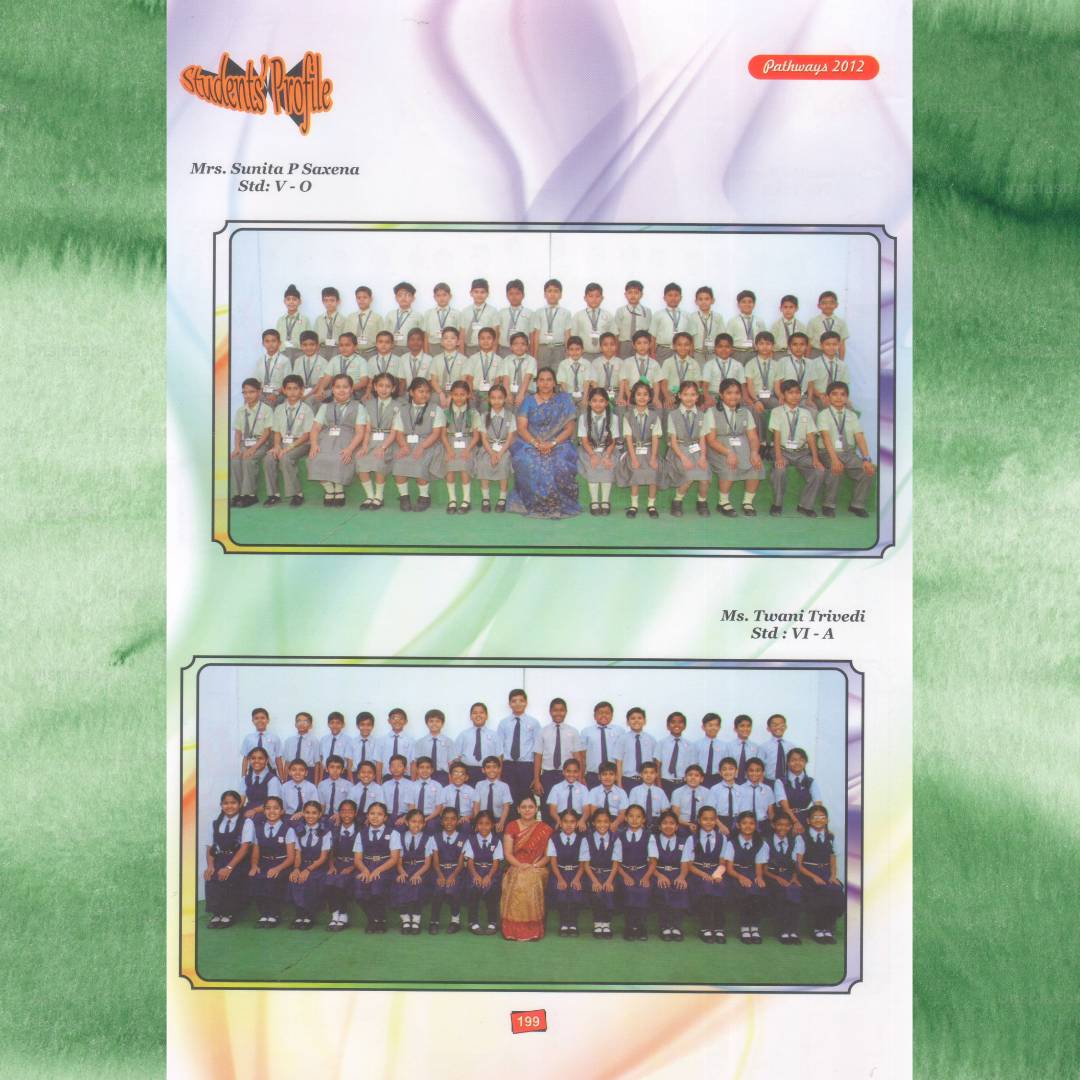 Students' Profile
Pathways 2012
Mrs. Sunita P Saxena
Std: V - O
Ms. Twani Trivedi
Std : VI - A
199